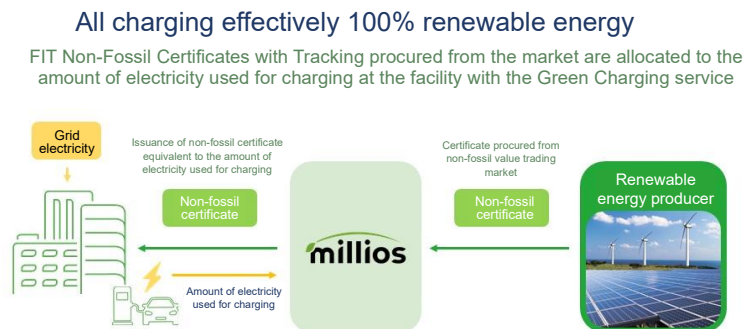 All charging effectively 100% renewable energy
FIT Non-Fossil Certificates with Tracking procured from the market are allocated to the
amount of electricity used for charging at the facility with the Green Charging service
Grid
electricity
Issuance of non-fossil certificate
equivalent to the amount of
electricity used for charging
Non-fossil
certificate
Amount of electricity
used for charging
millios
Certificate procured from
non-fossil value trading
market
Non-fossil
certificate
Renewable
energy producer